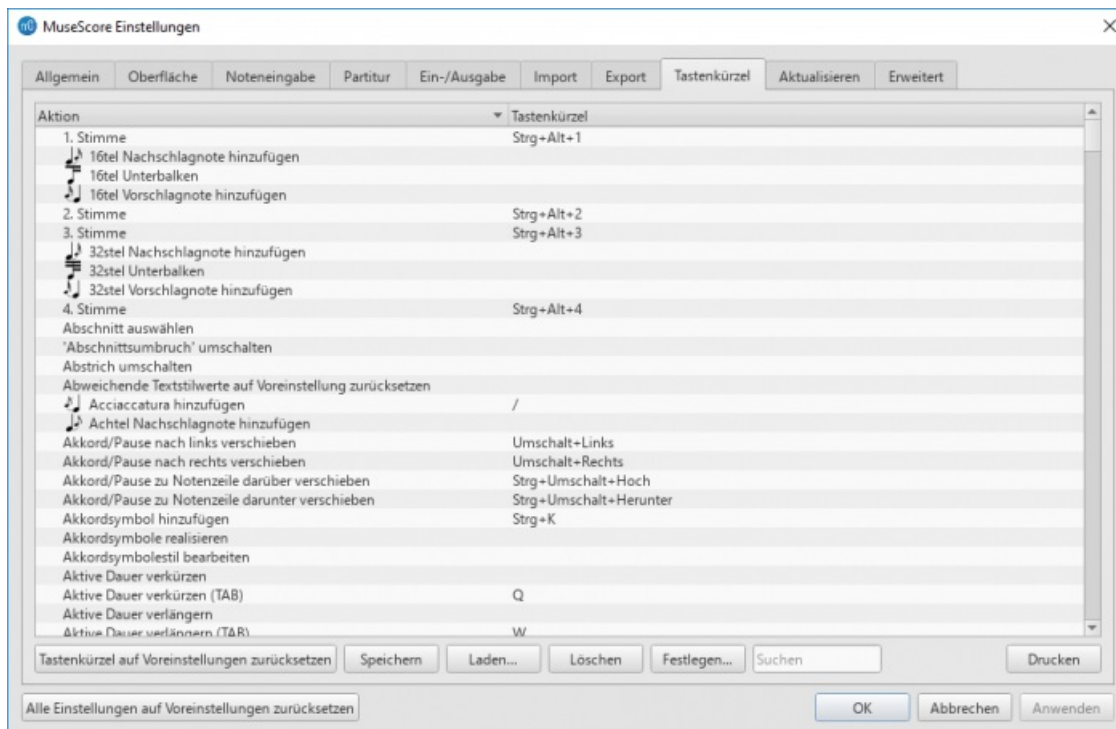 MuseScore Einstellungen
Allgemein Oberfläche Noteneingabe Partitur Ein-/Ausgabe Import Export Tastenkürzel Aktualisieren Erweitert
Aktion Tastenkürzel
1. Stimme Strg+Alt+1
16tel Nachschlagnote hinzufügen
16tel Unterbalken
16tel Vorschlagnote hinzufügen
2. Stimme Strg+Alt+2
3. Stimme Strg+Alt+3
32stel Nachschlagnote hinzufügen
32stel Unterbalken
32stel Vorschlagnote hinzufügen
4. Stimme Strg+Alt+4
Abschnitt auswählen
'Abschnittsumbruch' umschalten
Abstrich umschalten
Abweichende Textstilwerte auf Voreinstellung zurücksetzen
Acciaccatura hinzufügen /
Achtel Nachschlagnote hinzufügen
Akkord/Pause nach links verschieben Umschalt+Links
Akkord/Pause nach rechts verschieben Umschalt+Rechts
Akkord/Pause zu Notenzeile darüber verschieben Strg+Umschalt+Hoch
Akkord/Pause zu Notenzeile darunter verschieben Strg+Umschalt+Herunter
Akkordsymbol hinzufügen Strg+K
Akkordsymbole realisieren
Akkordsymbolestil bearbeiten
Aktive Dauer verkürzen
Aktive Dauer verkürzen (TAB) Q
Aktive Dauer verlängern
Aktive Dauer verlängern (TAB) W
Tastenkürzel auf Voreinstellungen zurücksetzen Speichern Laden... Löschen Festlegen... Suchen Drucken
Alle Einstellungen auf Voreinstellungen zurücksetzen OK Abbrechen Anwenden